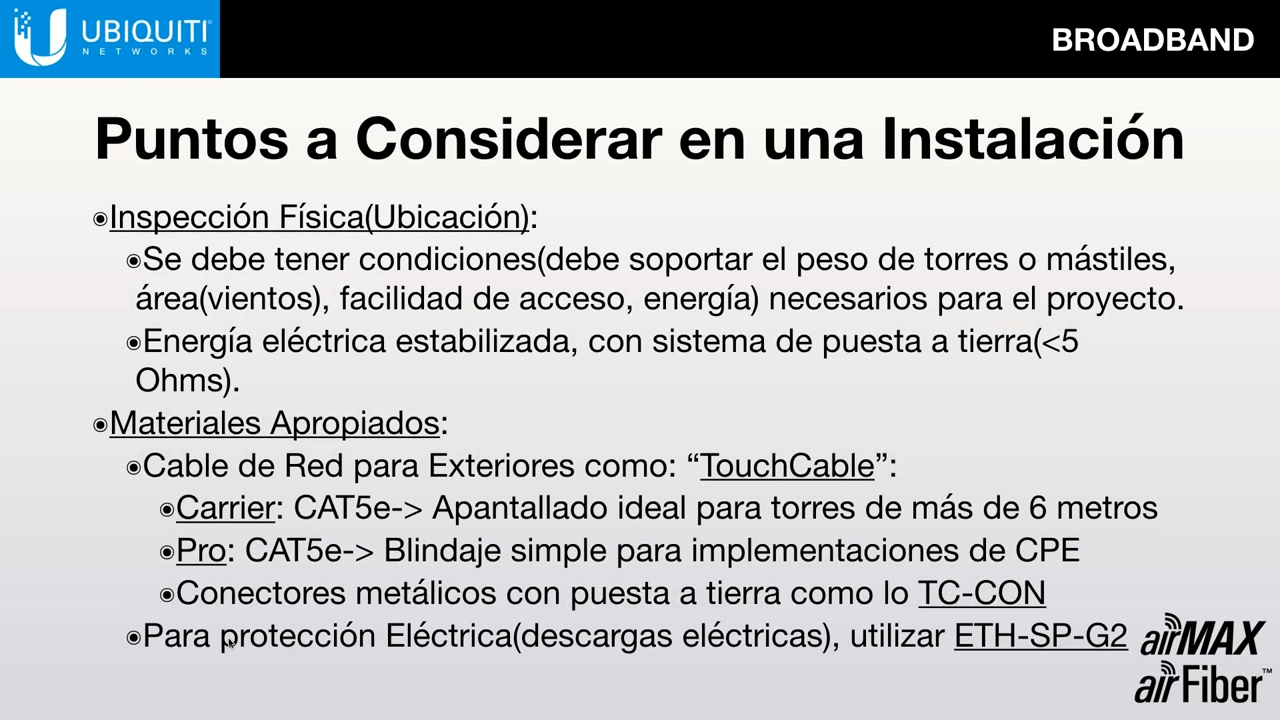 UBIQUITI
NETWORKS
BROADBAND
Puntos a Considerar en una Instalación
Inspección Física(Ubicación):
Se debe tener condiciones(debe soportar el peso de torres o mástiles,
área(vientos), facilidad de acceso, energía) necesarios para el proyecto.
Energía eléctrica estabilizada, con sistema de puesta a tierra(<5
Ohms).
Materiales Apropiados:
Cable de Red para Exteriores como: “TouchCable”:
Carrier: CAT5e-> Apantallado ideal para torres de más de 6 metros
Pro: CAT5e-> Blindaje simple para implementaciones de CPE
Conectores metálicos con puesta a tierra como lo TC-CON
Para protección Eléctrica(descargas eléctricas), utilizar ETH-SP-G2
airMAX
airFiber™